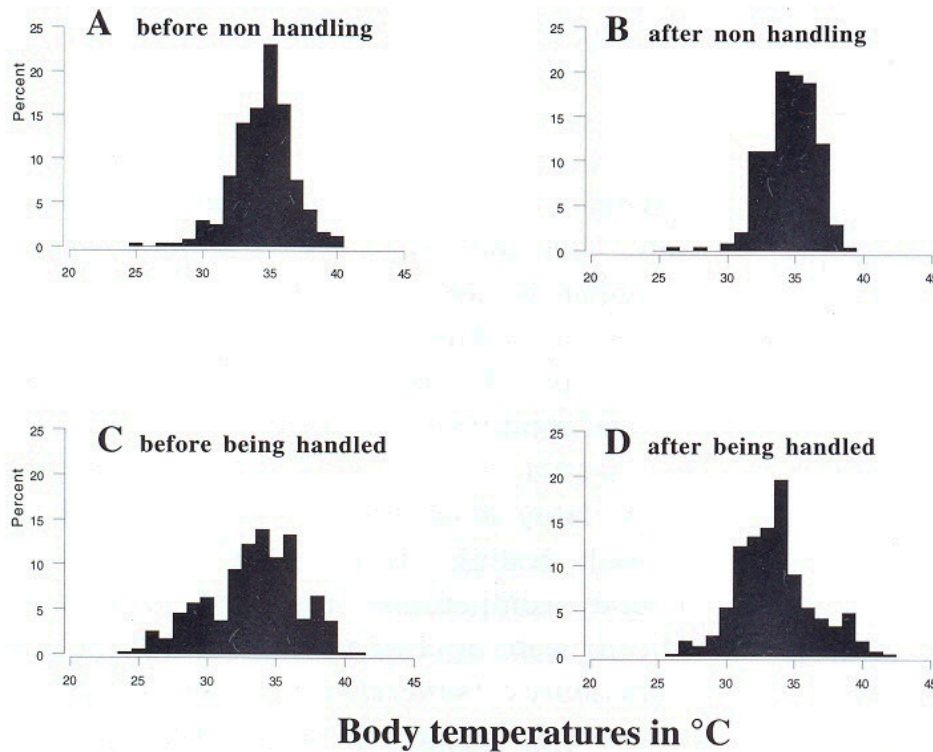 A before non handling
B after non handling
25
20
15
10
5
0
Percent
20 25 30 35 40 45
25
20
15
10
5
0
20 25 30 35 40 45
C before being handled
D after being handled
25
20
15
10
5
0
Percent
20 25 30 35 40 45
25
20
15
10
5
0
20 25 30 35 40 45
Body temperatures in °C